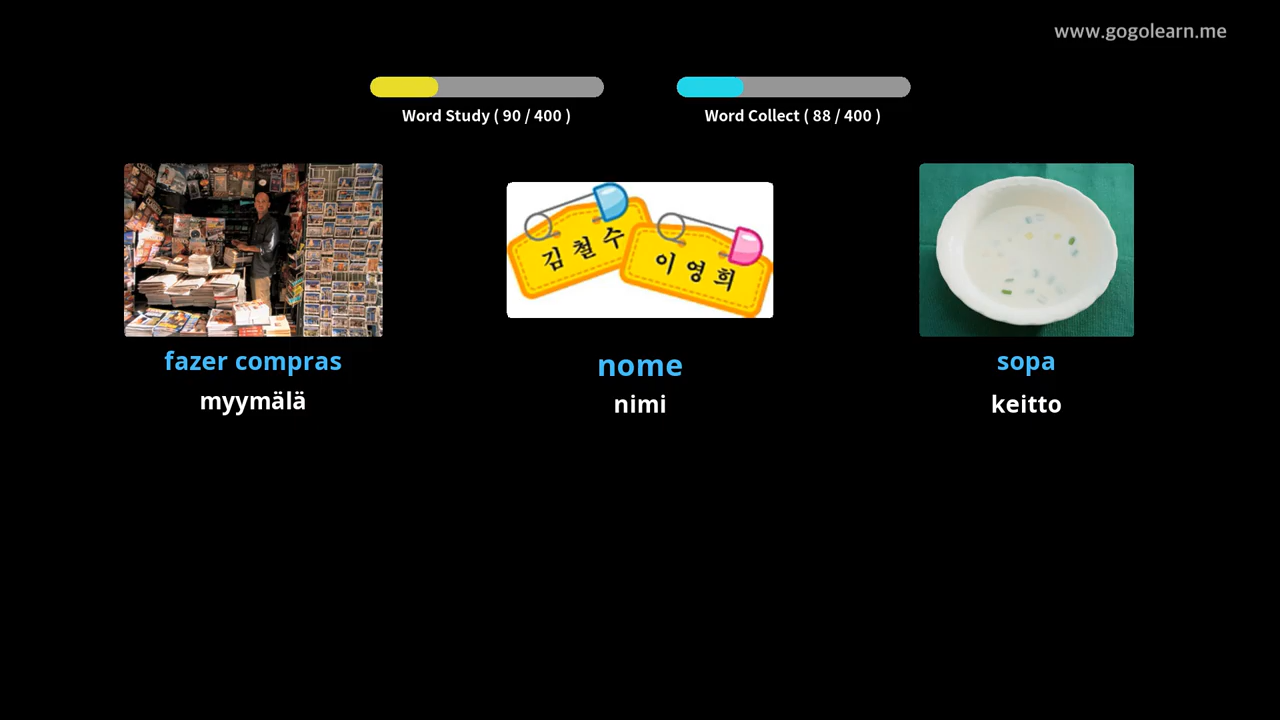 www.gogolearn.me
Word Study ( 90 / 400 )
Word Collect ( 88 / 400 )
김철수
이영희
fazer compras
nome
sopa
myymälä
nimi
keitto